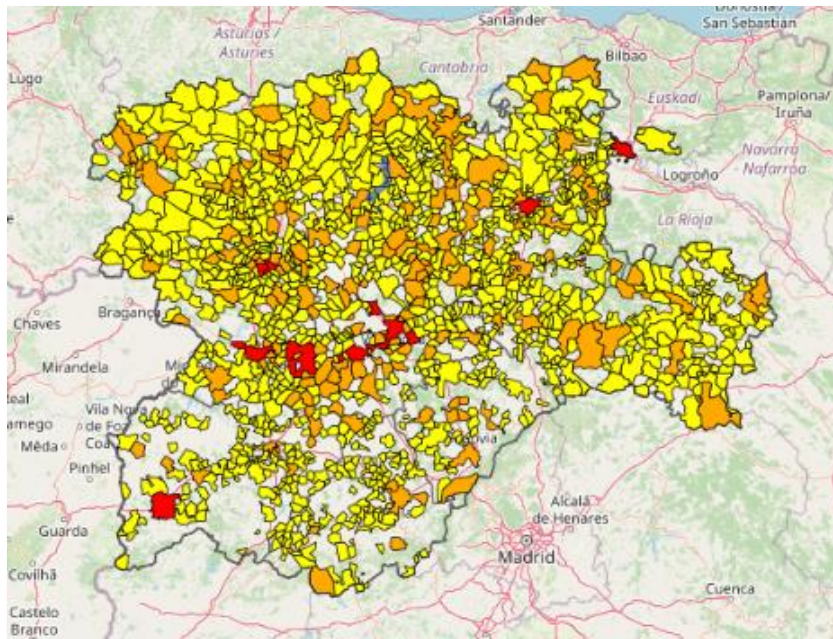 Donostia /
San Sebastián
Santander
Asturias /
Asturies
Bilbao
Lugo
Cantabria
Euskadi
Pamplona/
Iruña
Navarra
- Nafarroa
Logroño
La Rioja
Chaves
Bragança
Mirandela
Vila Nova
de Foz
Coa
Mêda
Pinhel
Alcalá
de Henares
Guarda
Madrid
Covilhã
Cuenca
Castelo
Branco